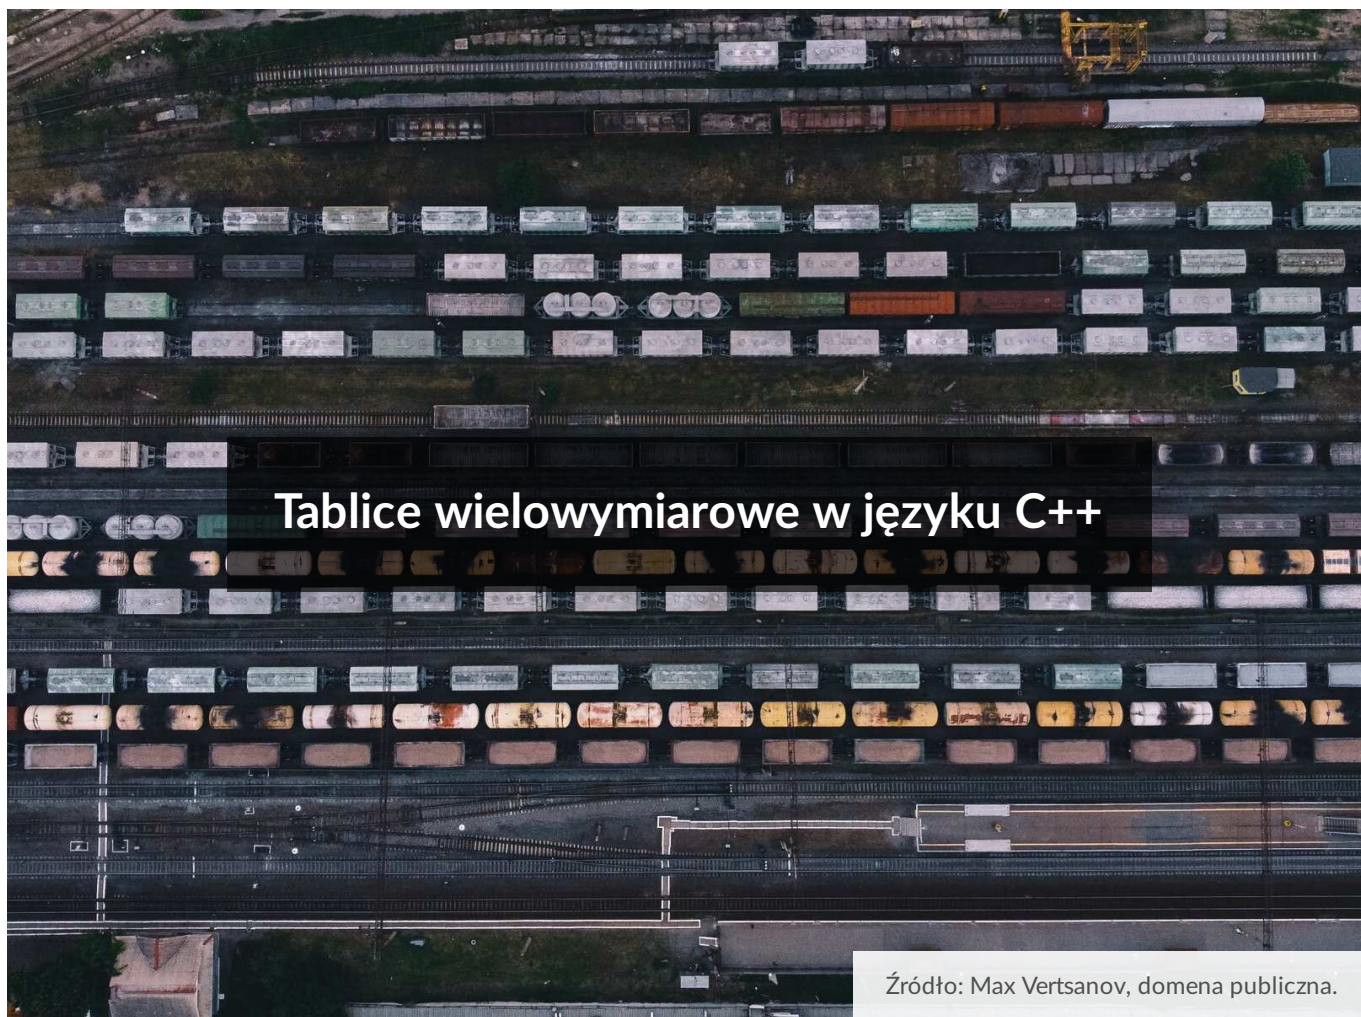 Tablice wielowymiarowe w języku C++
Źródło: Max Vertsanov, domena publiczna.